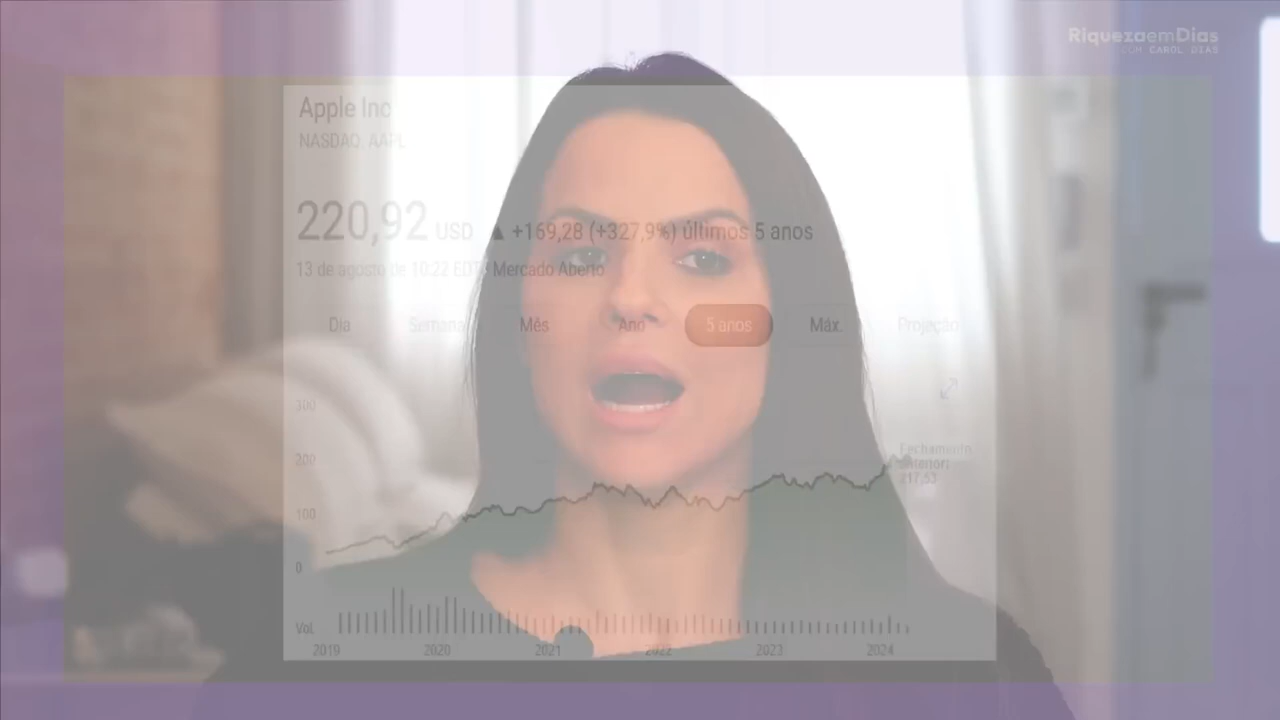 RiquezaemDias
COM CAROL DIAS
Apple Inc
NASDAQ, AAPL
220,92 USD ▲ +169,28 (+327,9%) últimos 5 anos
13 de agosto de 10:22 EDT Mercado Aberto
Dia Semana Mês Ano 5 anos Máx. Projeção
300
200
100
0
Fechamento
anterior:
217,53
Vol.
2019 2020 2021 2022 2023 2024